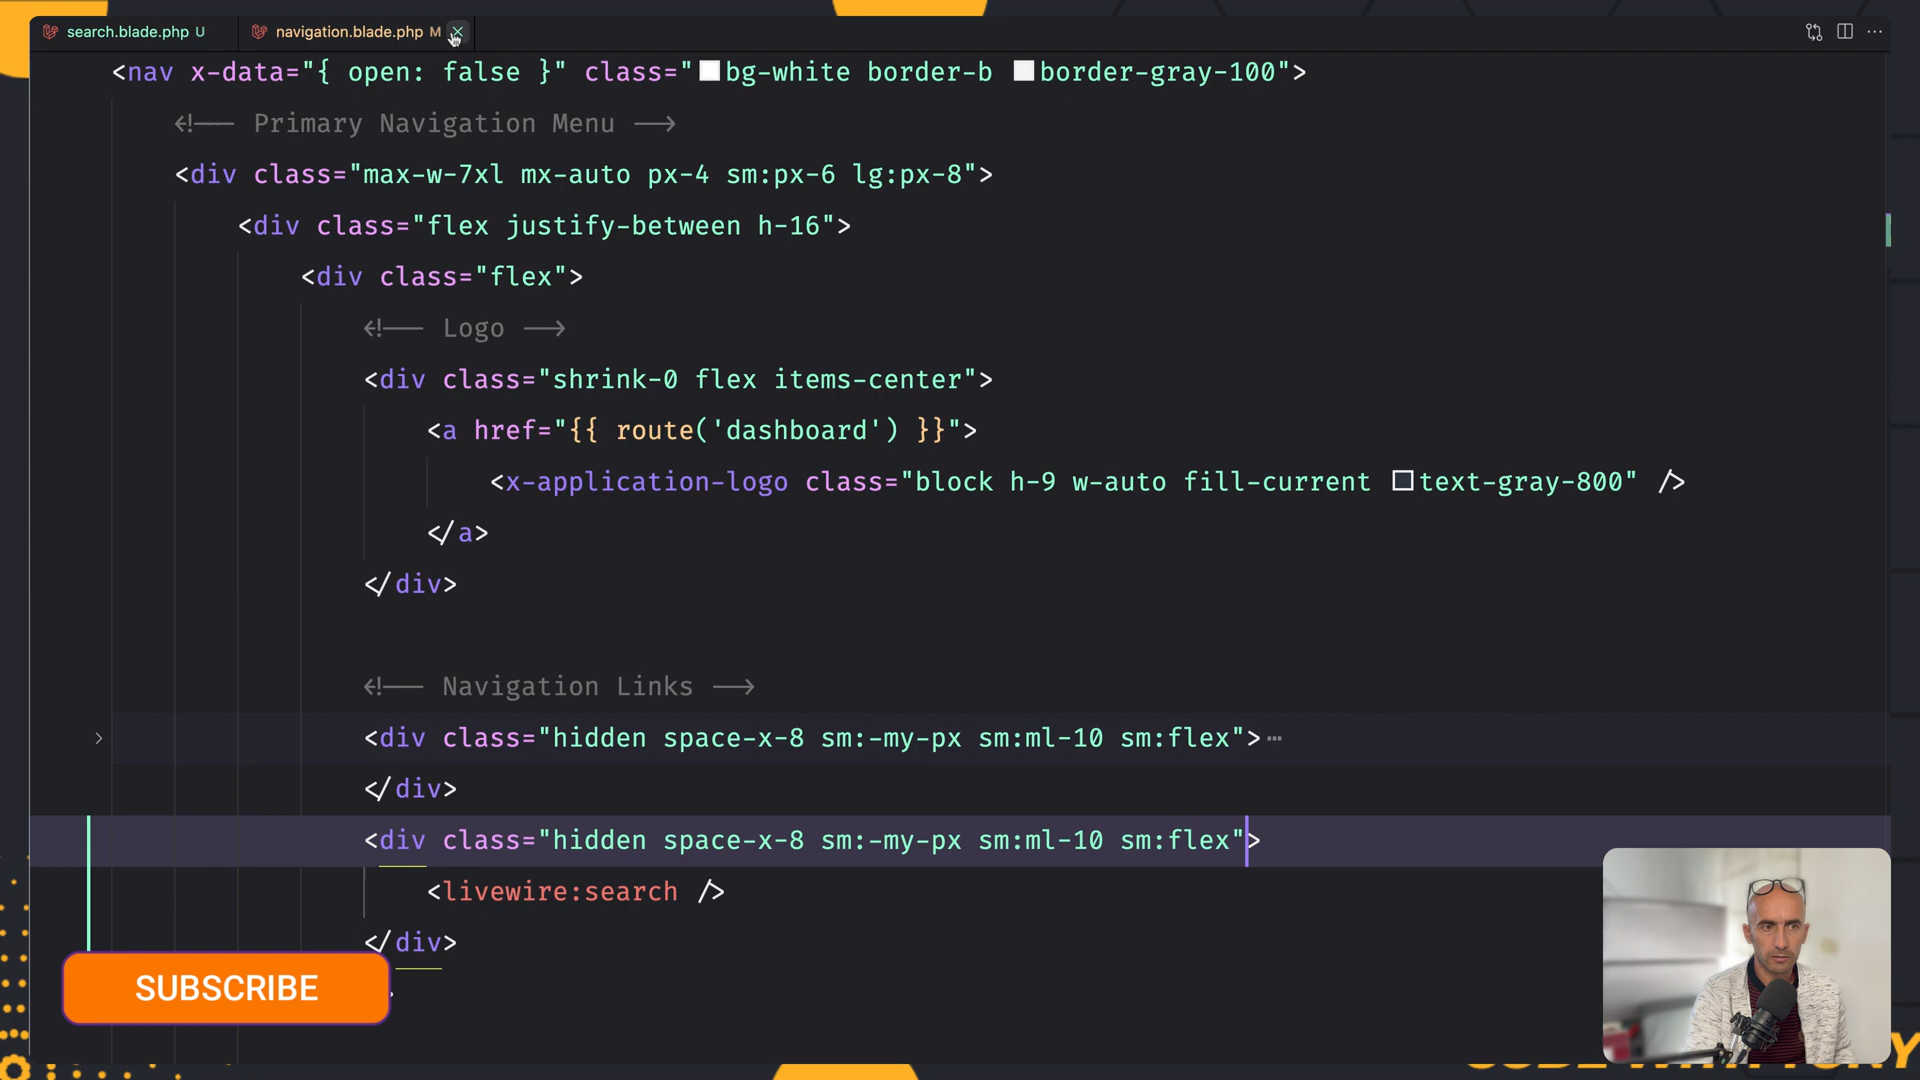 search.blade.php U
navigation.blade.php M
<nav x-data="{ open: false }" class="bg-white border-b border-gray-100">
<!-- Primary Navigation Menu -->
<div class="max-w-7xl mx-auto px-4 sm:px-6 lg:px-8">
<div class="flex justify-between h-16">
<div class="flex">
<!-- Logo -->
<div class="shrink-0 flex items-center">
<a href="{{ route('dashboard') }}">
<x-application-logo class="block h-9 w-auto fill-current text-gray-800" />
</a>
</div>
<!-- Navigation Links -->
<div class="hidden space-x-8 sm:-my-px sm:ml-10 sm:flex">…
</div>
<div class="hidden space-x-8 sm:-my-px sm:ml-10 sm:flex">
<livewire:search />
</div>
SUBSCRIBE